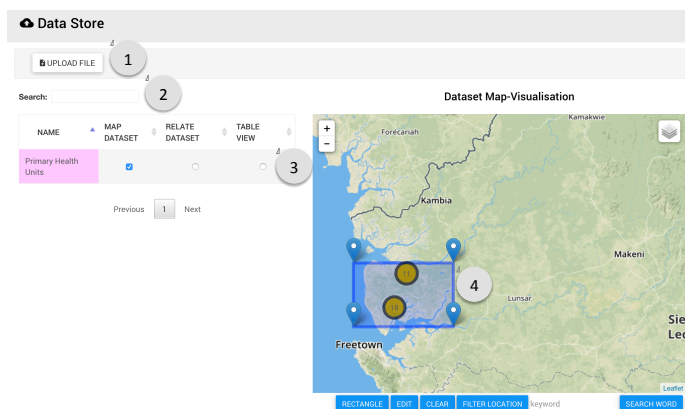 Data Store
UPLOAD FILE
1
Search:
2
Dataset Map-Visualisation
NAME
MAP
DATASET
RELATE
DATASET
TABLE
VIEW
Primary Health
Units
3
Previous 1 Next
+
−
Forécariah
Kamakwie
Kambia
Makeni
11
4
18
Lunsar
Sie
Leo
Freetown
Leaflet
RECTANGLE EDIT CLEAR FILTER LOCATION keyword SEARCH WORD